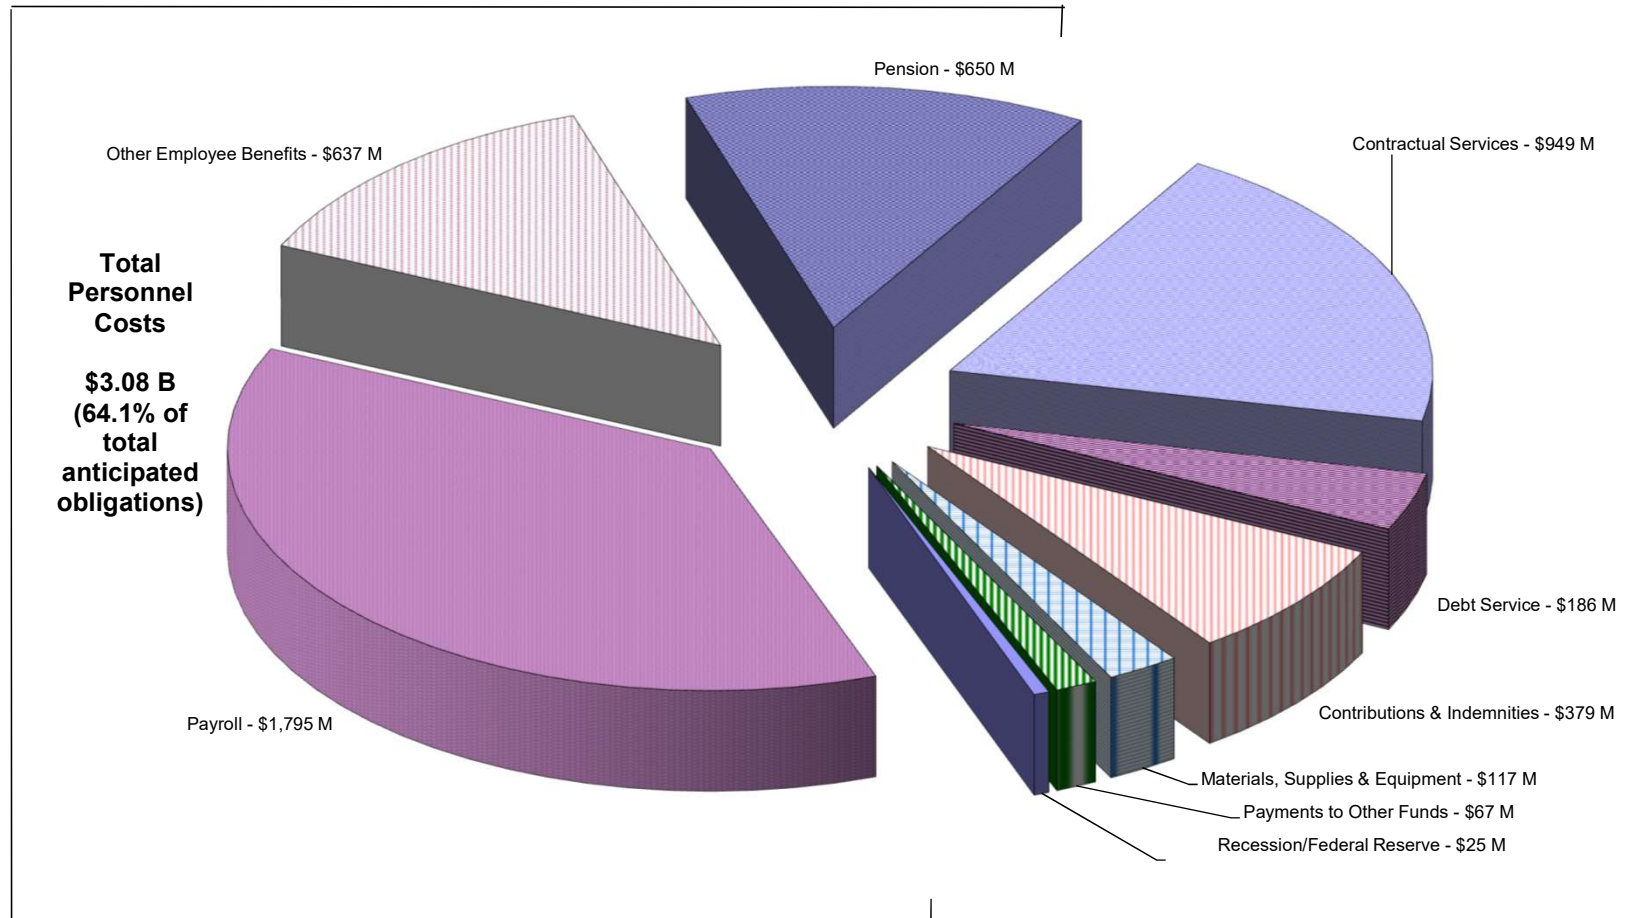 Pension - $650 M
Contractual Services - $949 M
Other Employee Benefits - $637 M
Total
Personnel
Costs
$3.08 B
(64.1% of
total
anticipated
obligations)
Debt Service - $186 M
Contributions & Indemnities - $379 M
Payroll - $1,795 M
Materials, Supplies & Equipment - $117 M
Payments to Other Funds - $67 M
Recession/Federal Reserve - $25 M